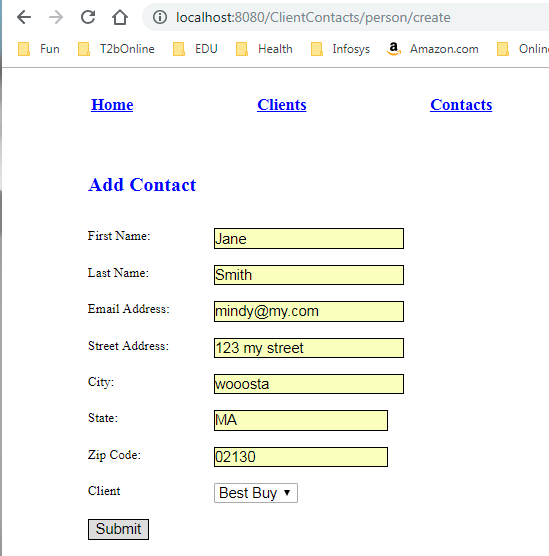 localhost:8080/ClientContacts/person/create
Fun T2bOnline EDU Health Infosys Amazon.com Online
Home Clients Contacts
Add Contact
First Name: Jane
Last Name: Smith
Email Address: mindy@my.com
Street Address: 123 my street
City: wooosta
State: MA
Zip Code: 02130
Client Best Buy
Submit